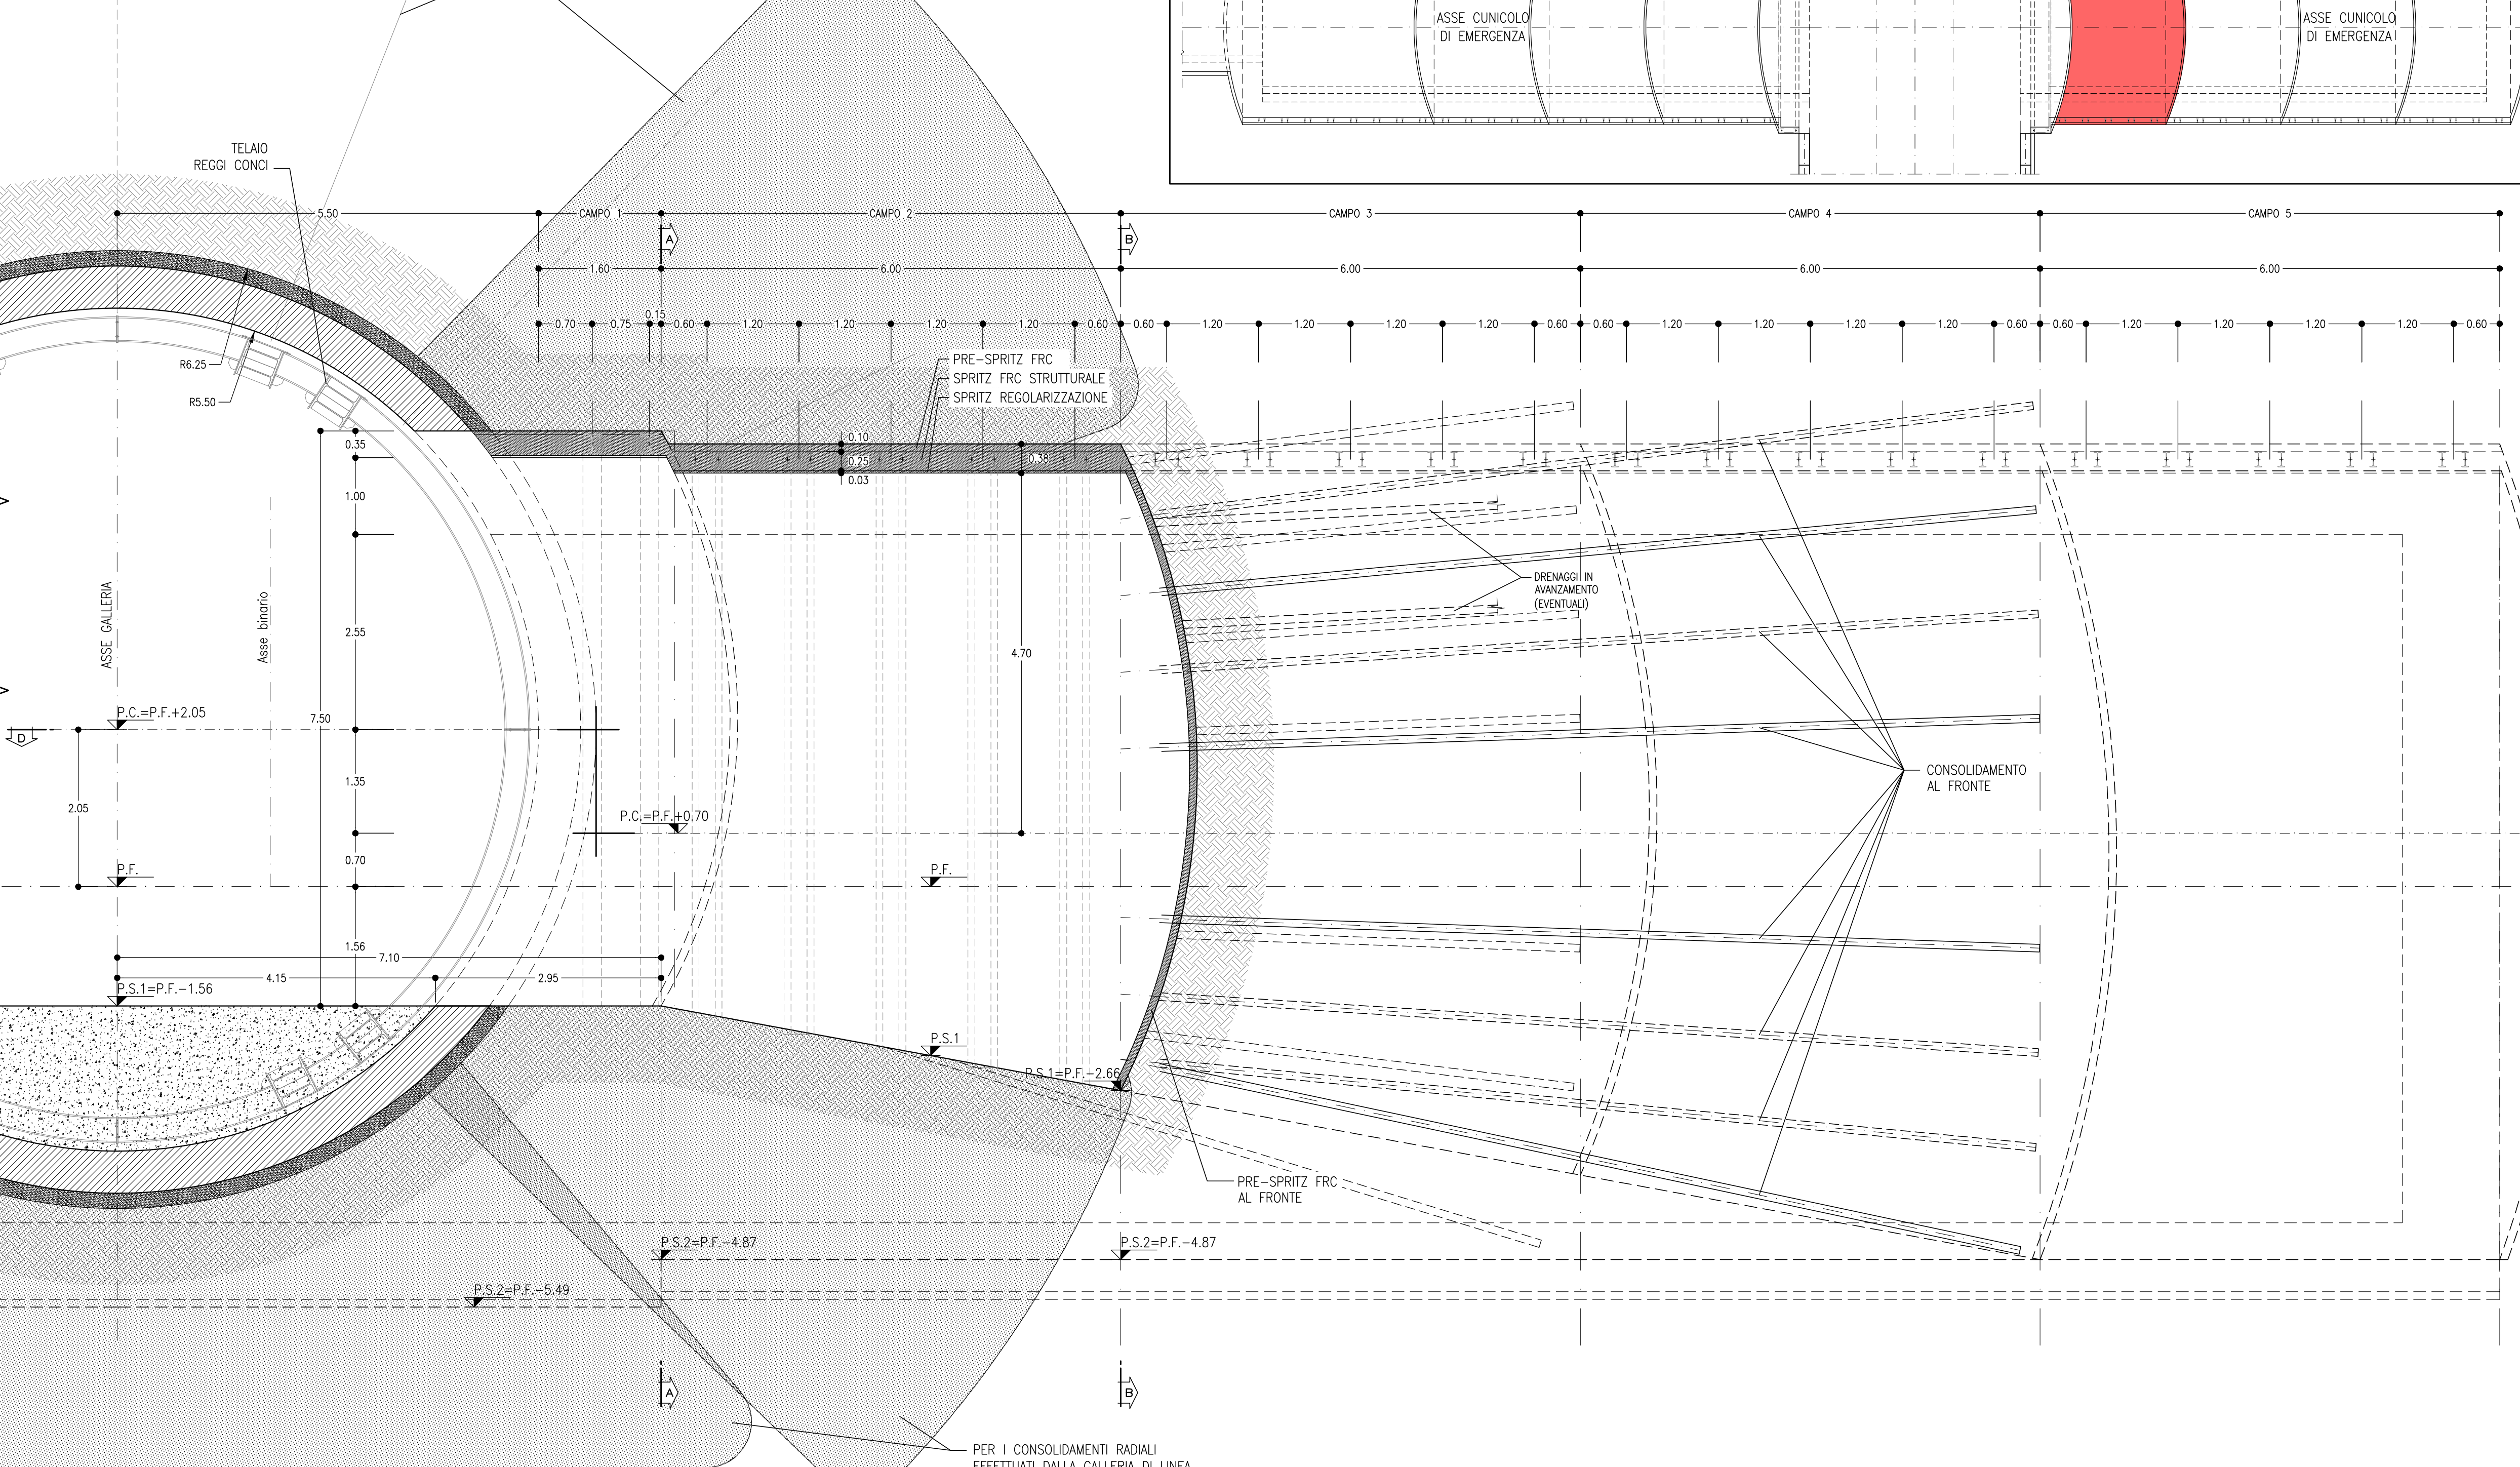 ASSE CUNICOLO
DI EMERGENZA
ASSE CUNICOLO
DI EMERGENZA
TELAIO
REGGI CONCI
5.50
CAMPO 1
CAMPO 2
CAMPO 3
CAMPO 4
CAMPO 5
A
B
1.60
6.00
6.00
6.00
6.00
0.15
0.70
0.75
0.60
1.20
1.20
1.20
1.20
0.60
0.60
1.20
1.20
1.20
1.20
0.60
0.60
1.20
1.20
1.20
1.20
0.60
0.60
1.20
1.20
1.20
1.20
0.60
R6.25
R5.50
PRE-SPRITZ FRC
SPRITZ FRC STRUTTURALE
SPRITZ REGOLARIZZAZIONE
0.35
0.10
0.25
0.38
0.03
1.00
ASSE GALLERIA
Asse binario
2.55
DRENAGGI IN
AVANZAMENTO
(EVENTUALI)
4.70
P.C.=P.F.+2.05
7.50
D
1.35
2.05
CONSOLIDAMENTO
AL FRONTE
P.C.=P.F.+0.70
0.70
P.F.
P.F.
1.56
7.10
4.15
2.95
P.S.1=P.F.-1.56
P.S.1
P.S.1=P.F.-2.66
PRE-SPRITZ FRC
AL FRONTE
P.S.2=P.F.-4.87
P.S.2=P.F.-4.87
P.S.2=P.F.-5.49
A
B
PER I CONSOLIDAMENTI RADIALI
EFFETTUATI DALLA GALLERIA DI LINEA